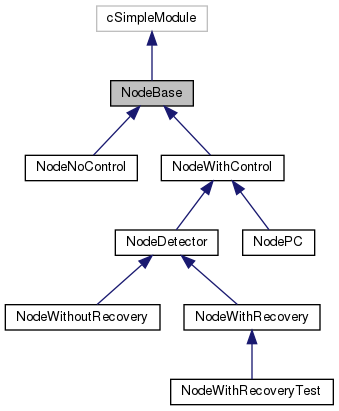 cSimpleModule
NodeBase
NodeNoControl
NodeWithControl
NodeDetector
NodePC
NodeWithoutRecovery
NodeWithRecovery
NodeWithRecoveryTest